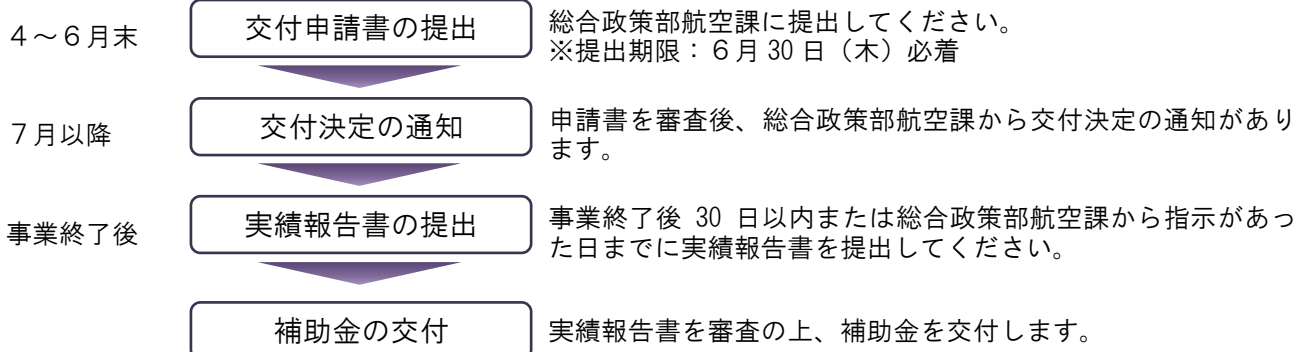 4～6月末
交付申請書の提出
総合政策部航空課に提出してください。
※提出期限：6月30日（木）必着
7月以降
交付決定の通知
申請書を審査後、総合政策部航空課から交付決定の通知があり
ます。
事業終了後
実績報告書の提出
事業終了後 30 日以内または総合政策部航空課から指示があっ
た日までに実績報告書を提出してください。
補助金の交付
実績報告書を審査の上、補助金を交付します。